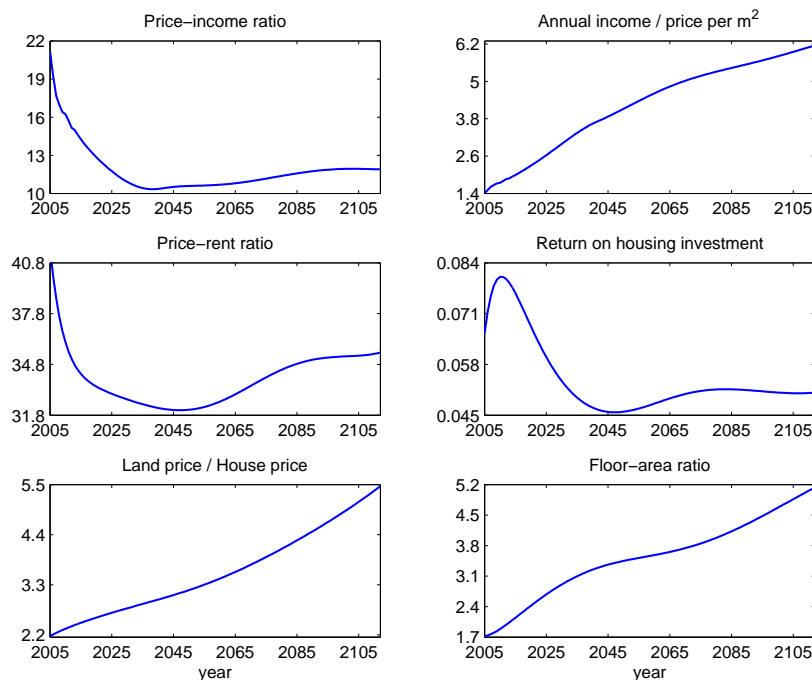 Price−income ratio
22
19
16
13
10
2005 2025 2045 2065 2085 2105
Annual income / price per m²
6.2
5
3.8
2.6
1.4
2005 2025 2045 2065 2085 2105
Price−rent ratio
40.8
37.8
34.8
31.8
2005 2025 2045 2065 2085 2105
Return on housing investment
0.084
0.071
0.058
0.045
2005 2025 2045 2065 2085 2105
Land price / House price
5.5
4.4
3.3
2.2
2005 2025 2045 2065 2085 2105
year
Floor−area ratio
5.2
4.5
3.8
3.1
2.4
1.7
2005 2025 2045 2065 2085 2105
year